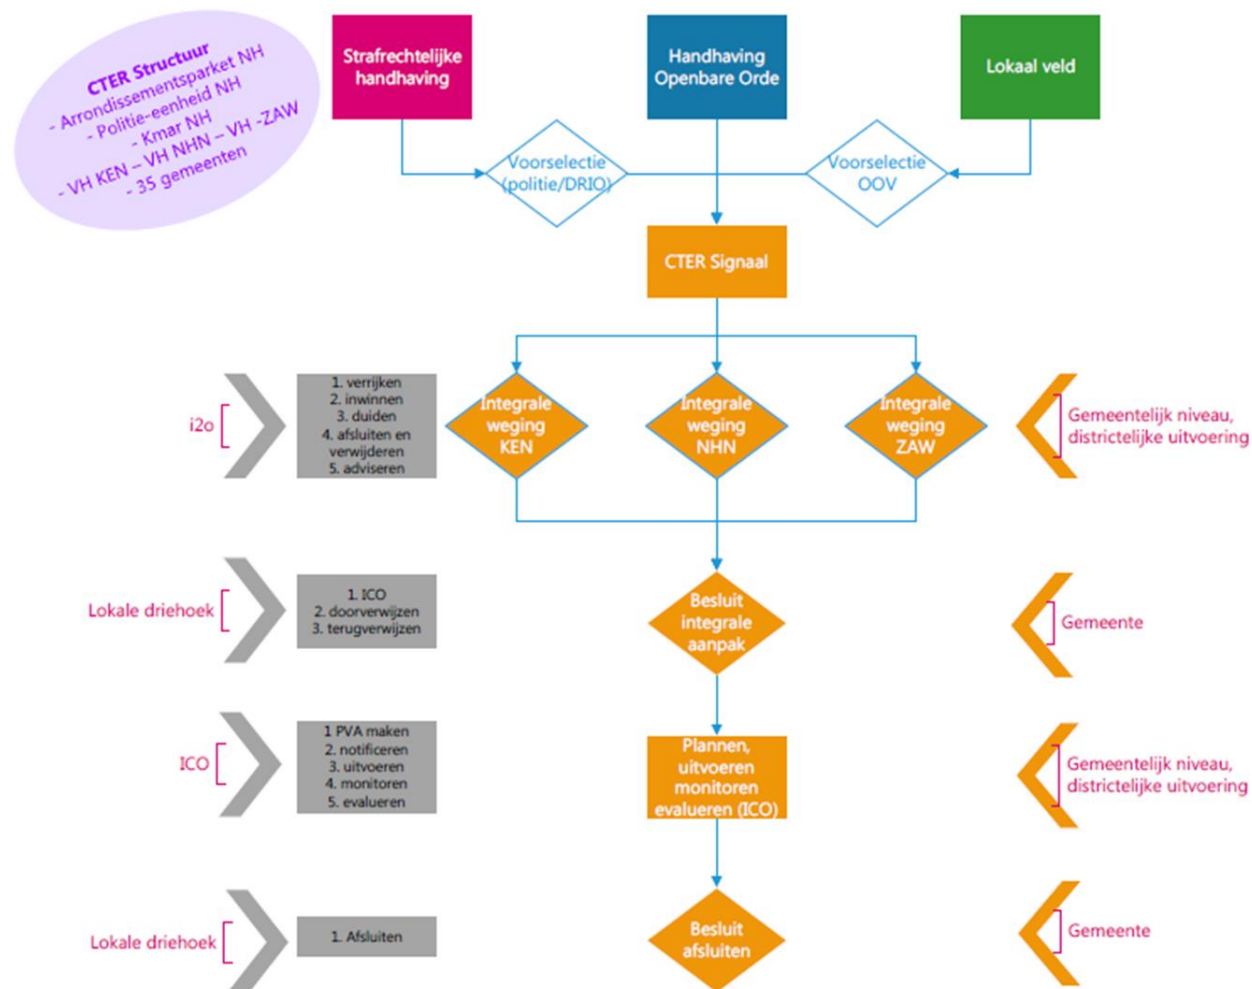 CTER Structuur
- Arrondissementsparket NH
- Politie-eenheid NH
- Kmar NH
- VH KEN – VH NHN – VH -ZAW
- 35 gemeenten
Strafrechtelijke
handhaving
Handhaving
Openbare Orde
Lokaal veld
Voorselectie
(politie/DRIO)
Voorselectie
OOV
CTER Signaal
i2o
1. verrijken
2. inwinnen
3. duiden
4. afsluiten en
verwijderen
5. adviseren
Integrale
weging
KEN
Integrale
weging
NHN
Integrale
weging
ZAW
Gemeentelijk niveau,
districtelijke uitvoering
Lokale driehoek
1. ICO
2. doorverwijzen
3. terugverwijzen
Besluit
integrale
aanpak
Gemeente
ICO
1 PVA maken
2. notificeren
3. uitvoeren
4. monitoren
5. evalueren
Plannen,
uitvoeren
monitoren
evalueren (ICO)
Gemeentelijk niveau,
districtelijke uitvoering
Lokale driehoek
1. Afsluiten
Besluit
afsluiten
Gemeente